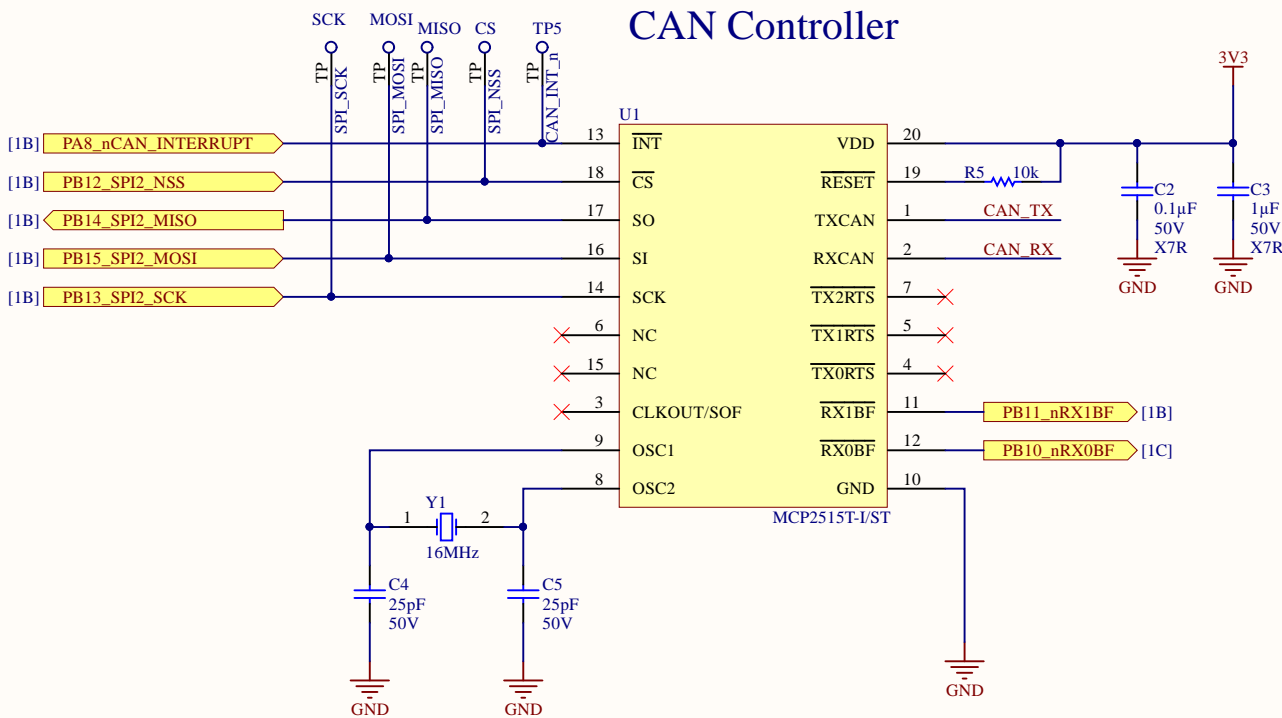 CAN Controller
SCK
MOSI
MISO
CS
TP5
TP
TP
TP
TP
TP
SPI_SCK
SPI_MOSI
SPI_MISO
SPI_NSS
CAN_INT_n
3V3
U1
[1B] PA8_nCAN_INTERRUPT 13 INT VDD 20
[1B] PB12_SPI2_NSS 18 CS RESET 19 R5 10k
[1B] PB14_SPI2_MISO 17 SO TXCAN 1 CAN_TX
[1B] PB15_SPI2_MOSI 16 SI RXCAN 2 CAN_RX
[1B] PB13_SPI2_SCK 14 SCK TX2RTS 7
6 NC TX1RTS 5
15 NC TX0RTS 4
3 CLKOUT/SOF RX1BF 11 PB11_nRX1BF [1B]
9 OSC1 RX0BF 12 PB10_nRX0BF [1C]
8 OSC2 GND 10
MCP2515T-I/ST
C2
0.1µF
50V
X7R
GND
C3
1µF
50V
X7R
GND
Y1
1 2
16MHz
C4
25pF
50V
GND
C5
25pF
50V
GND
GND